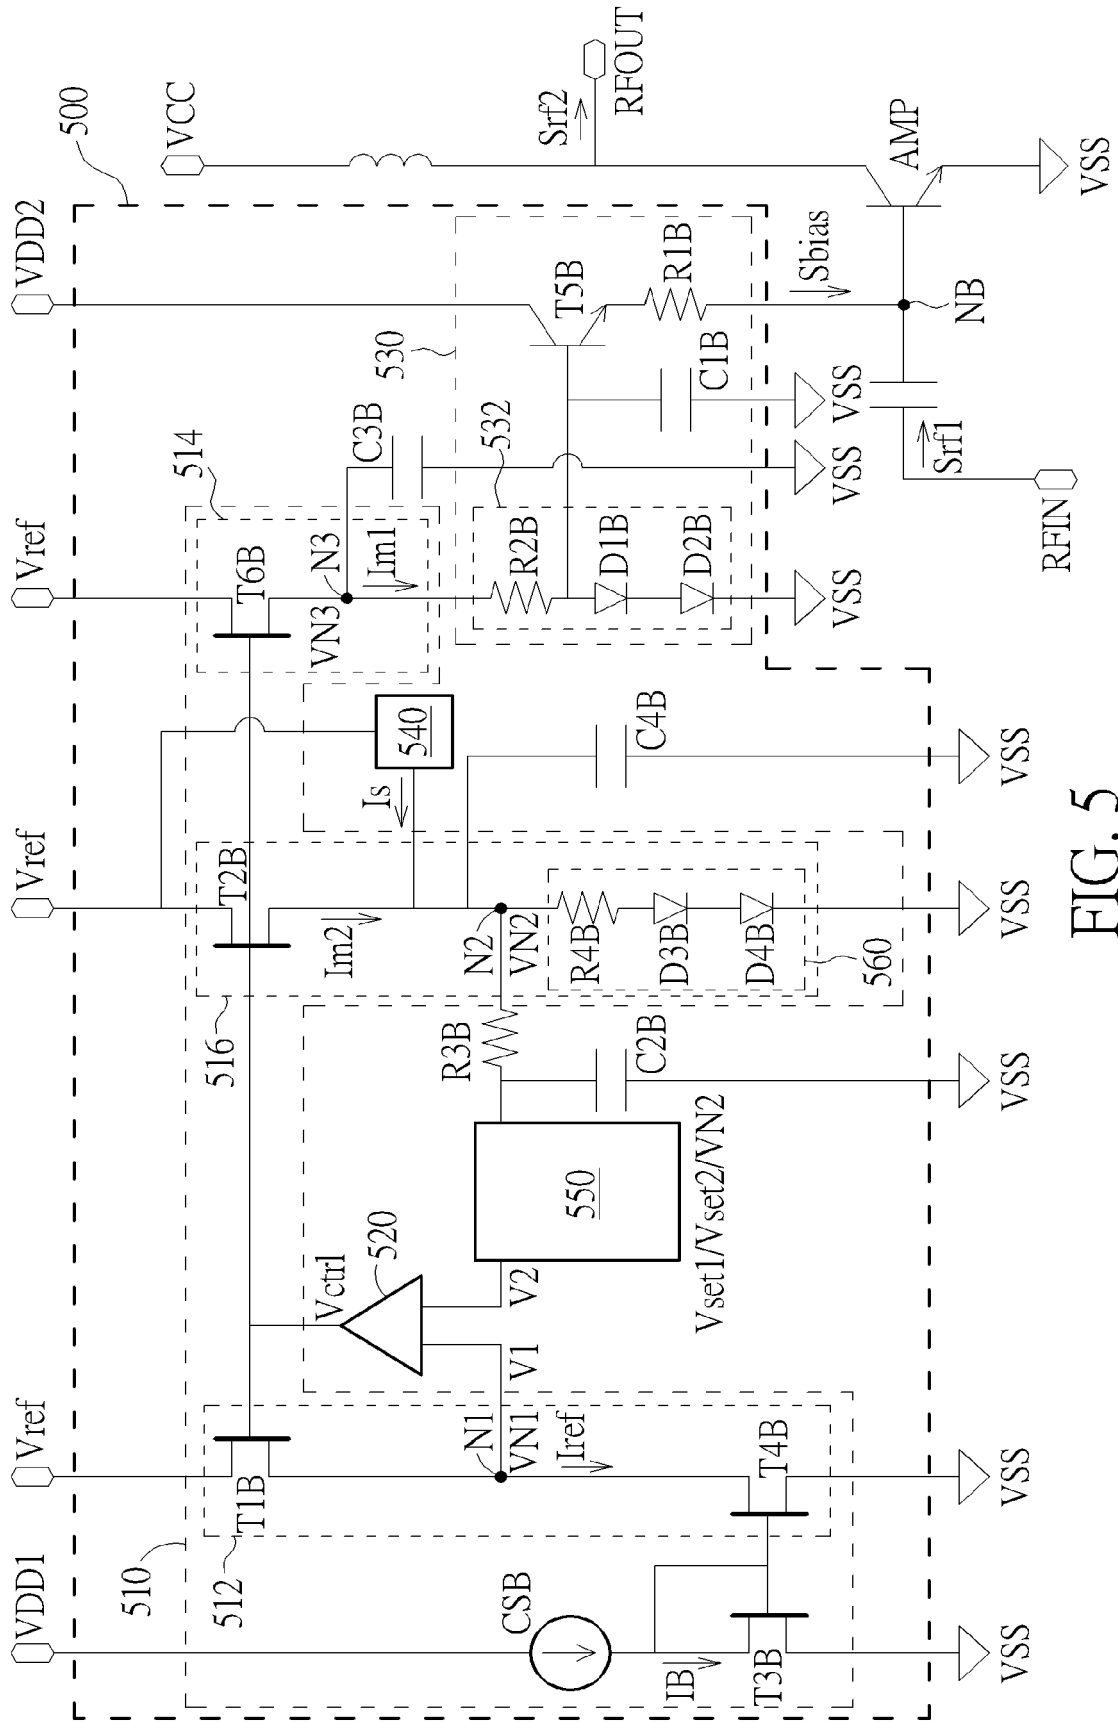 VDD1
Vref
Vref
Vref
VDD2
500
VCC
510
T1B
512
516
T2B
T6B
514
Vctrl
520
Im2
540
Is
VN3
N3
Im1
C3B
530
532
T5B
R1B
Srf2
RFOUT
CSB
N1
VN1
Iref
V1
V2
550
R3B
N2
VN2
R4B
D3B
D4B
560
C2B
C4B
R2B
D1B
D2B
C1B
Sbias
AMP
NB
Srf1
RFIN
IB
T3B
T4B
Vset1/Vset2/VN2
VSS
VSS
VSS
VSS
VSS
VSS
VSS
VSS
VSS
FIG. 5